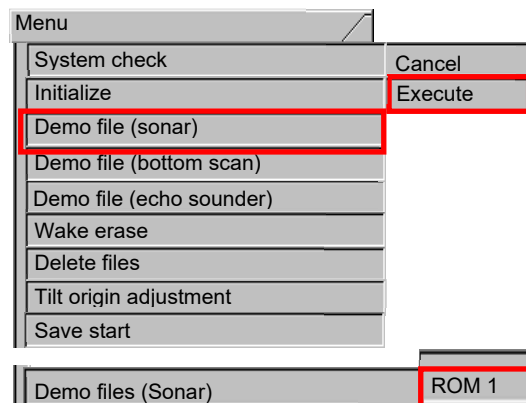 Menu
System check
Cancel
Initialize
Execute
Demo file (sonar)
Demo file (bottom scan)
Demo file (echo sounder)
Wake erase
Delete files
Tilt origin adjustment
Save start
Demo files (Sonar)
ROM 1